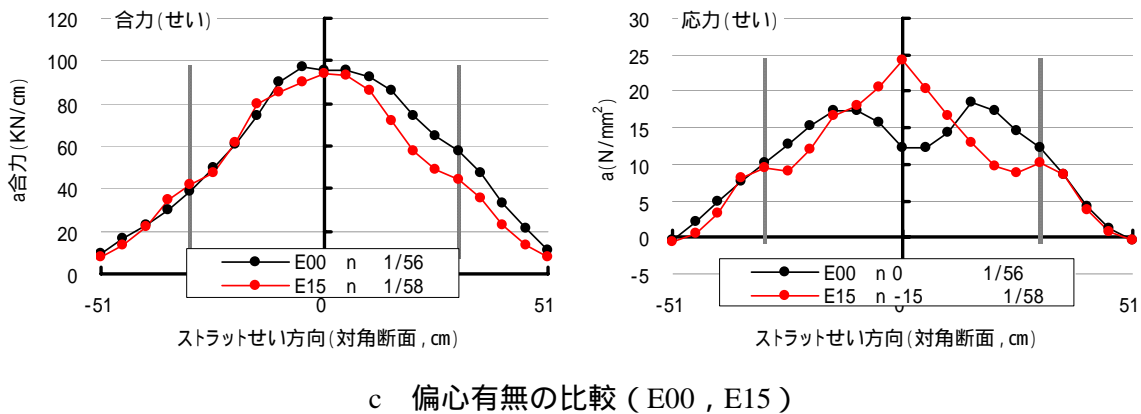 合力(せい)
120
100
80
60
40
20
0
a合力(KN/cm)
E00 n 1/56
E15 n 1/58
-51 0 51
ストラットせい方向(対角断面,cm)
応力(せい)
30
25
20
15
10
5
0
-5
a(N/mm²)
E00 n 0 1/56
E15 n -15 1/58
-51 0 51
ストラットせい方向(対角断面,cm)
c 偏心有無の比較(E00,E15)